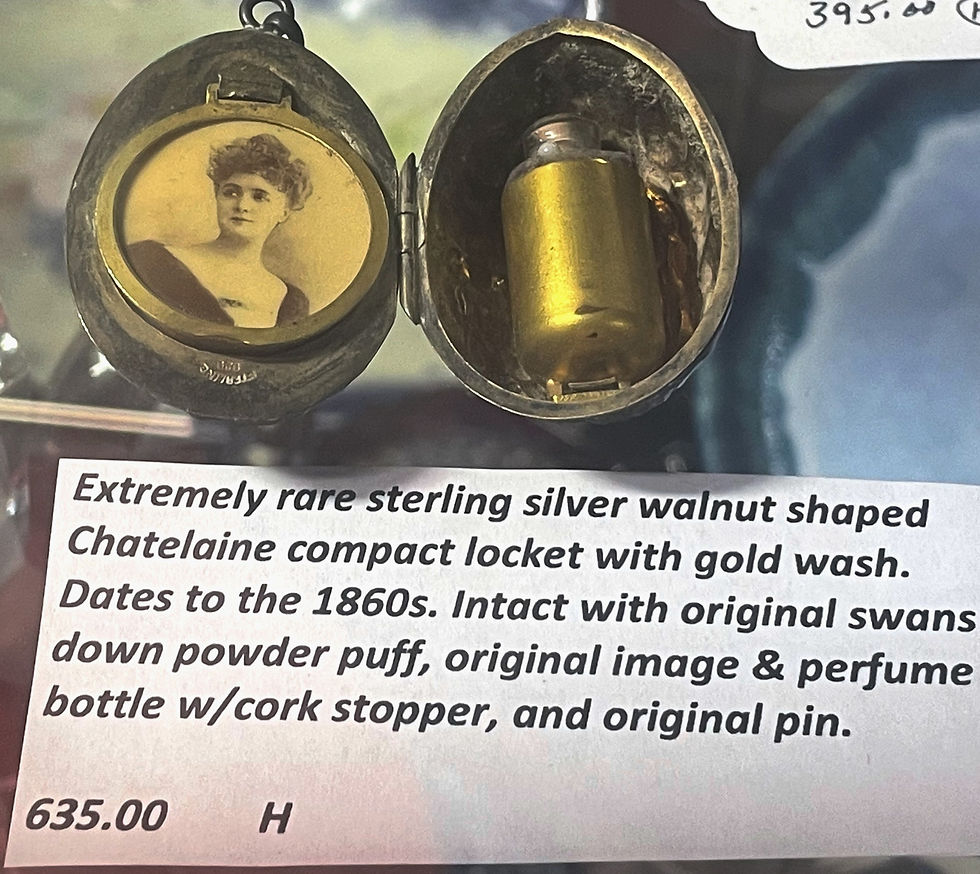 395.00 H
STERLING
Extremely rare sterling silver walnut shaped
Chatelaine compact locket with gold wash.
Dates to the 1860s. Intact with original swans
down powder puff, original image & perfume
bottle w/cork stopper, and original pin.
635.00 H